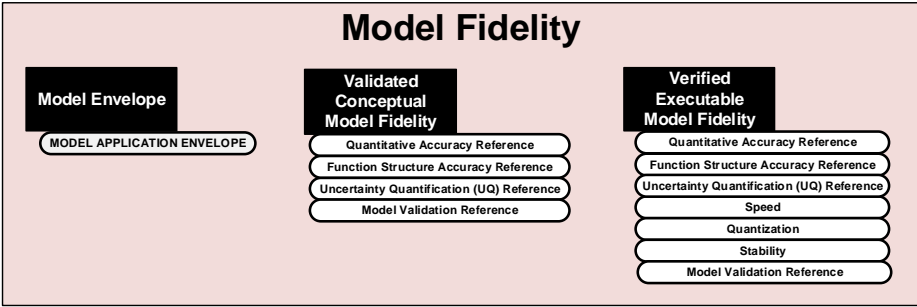 Model Fidelity
Model Envelope
MODEL APPLICATION ENVELOPE
Validated
Conceptual
Model Fidelity
Quantitative Accuracy Reference
Function Structure Accuracy Reference
Uncertainty Quantification (UQ) Reference
Model Validation Reference
Verified
Executable
Model Fidelity
Quantitative Accuracy Reference
Function Structure Accuracy Reference
Uncertainty Quantification (UQ) Reference
Speed
Quantization
Stability
Model Validation Reference